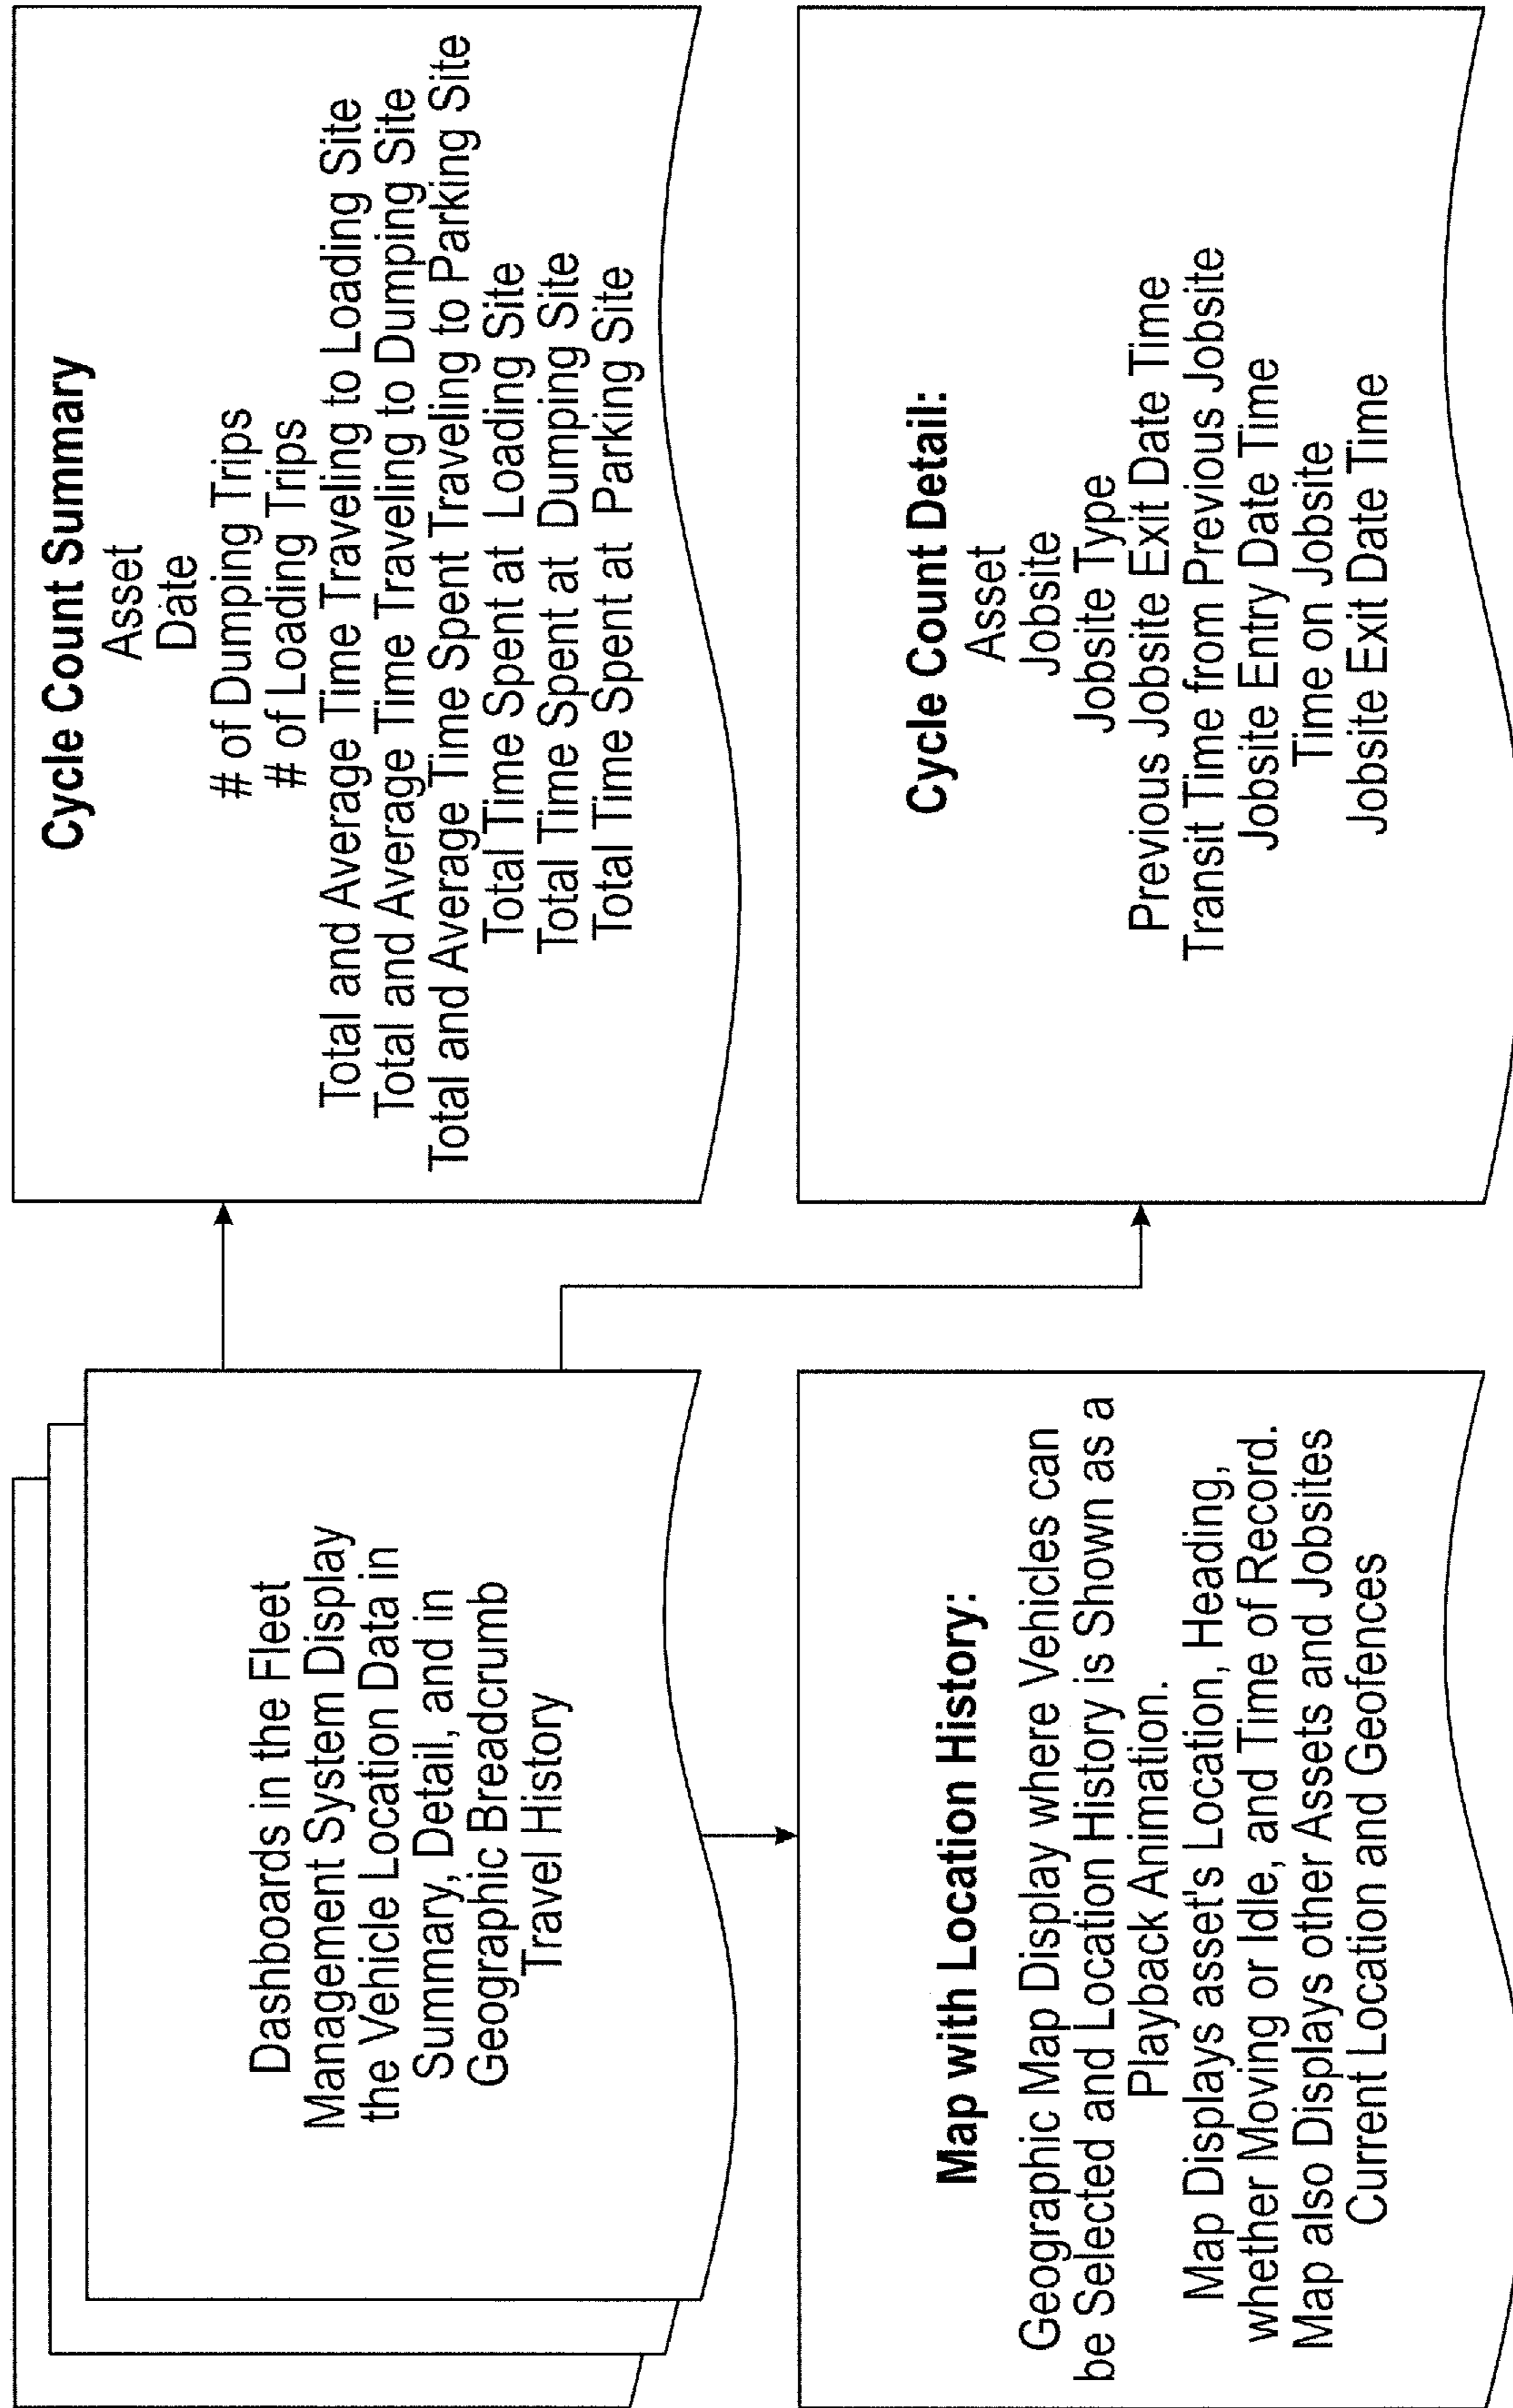 Dashboards in the Fleet
Management System Display
the Vehicle Location Data in
Summary, Detail, and in
Geographic Breadcrumb
Travel History
Cycle Count Summary
Asset
Date
# of Dumping Trips
# of Loading Trips
Total and Average Time Traveling to Loading Site
Total and Average Time Traveling to Dumping Site
Total and Average Time Spent Traveling to Parking Site
Total Time Spent at Loading Site
Total Time Spent at Dumping Site
Total Time Spent at Parking Site
Map with Location History:
Geographic Map Display where Vehicles can
be Selected and Location History is Shown as a
Playback Animation.
Map Displays asset's Location, Heading,
whether Moving or Idle, and Time of Record.
Map also Displays other Assets and Jobsites
Current Location and Geofences
Cycle Count Detail:
Asset
Jobsite
Jobsite Type
Previous Jobsite Exit Date Time
Transit Time from Previous Jobsite
Jobsite Entry Date Time
Time on Jobsite
Jobsite Exit Date Time